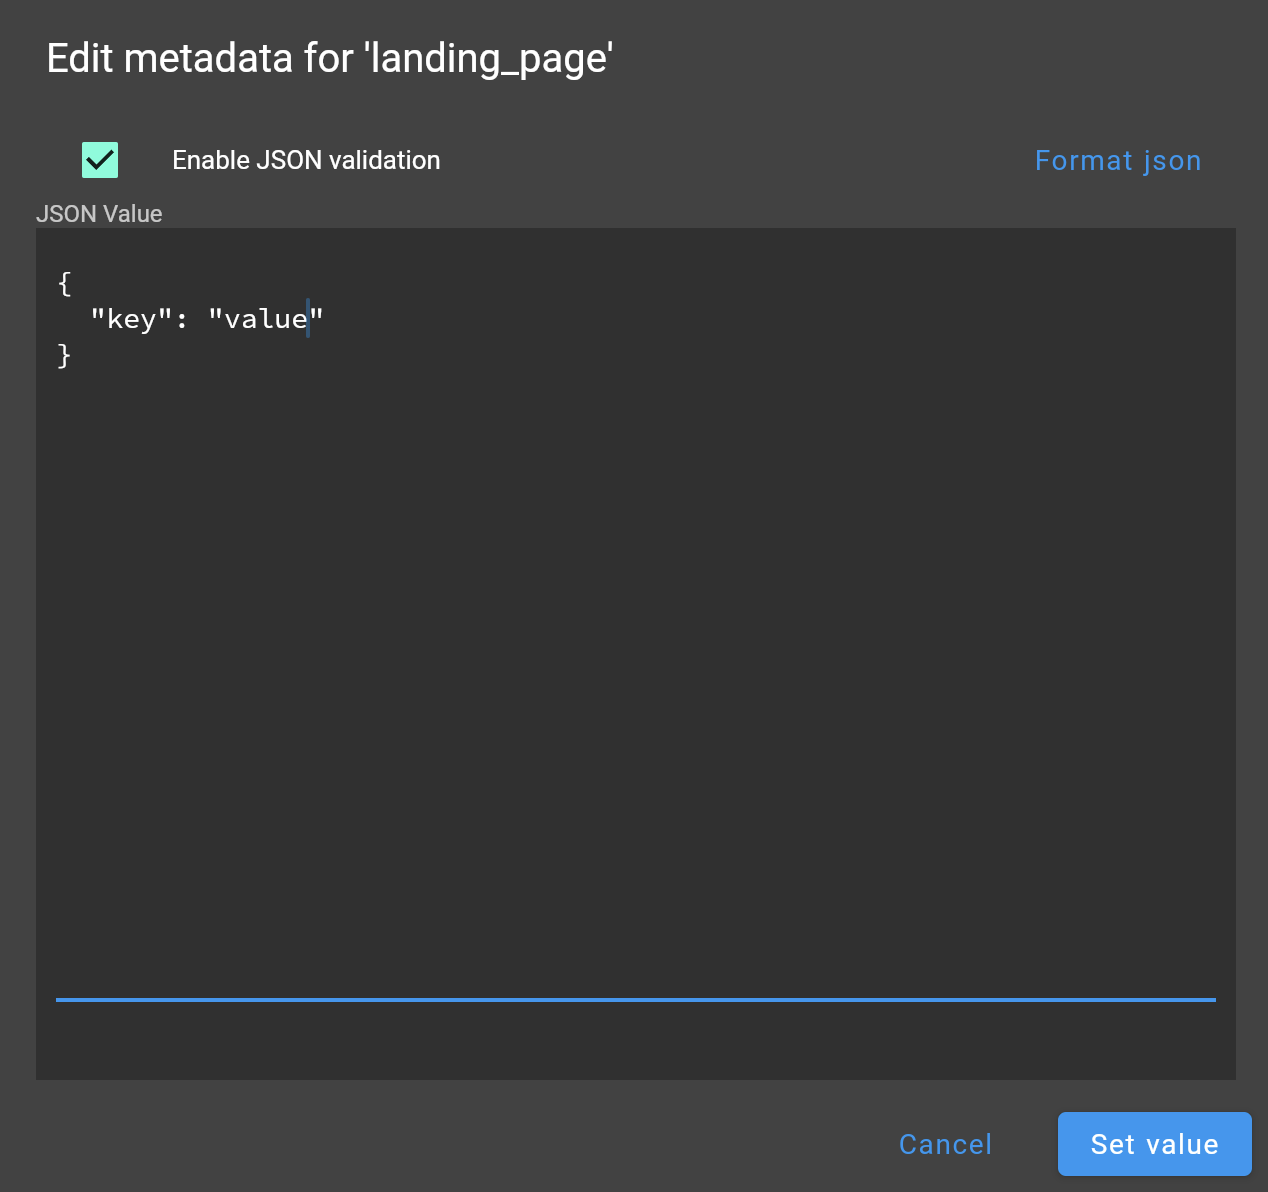 Edit metadata for 'landing_page'
Enable JSON validation
Format json
JSON Value
{
  "key": "value"
}
Cancel
Set value